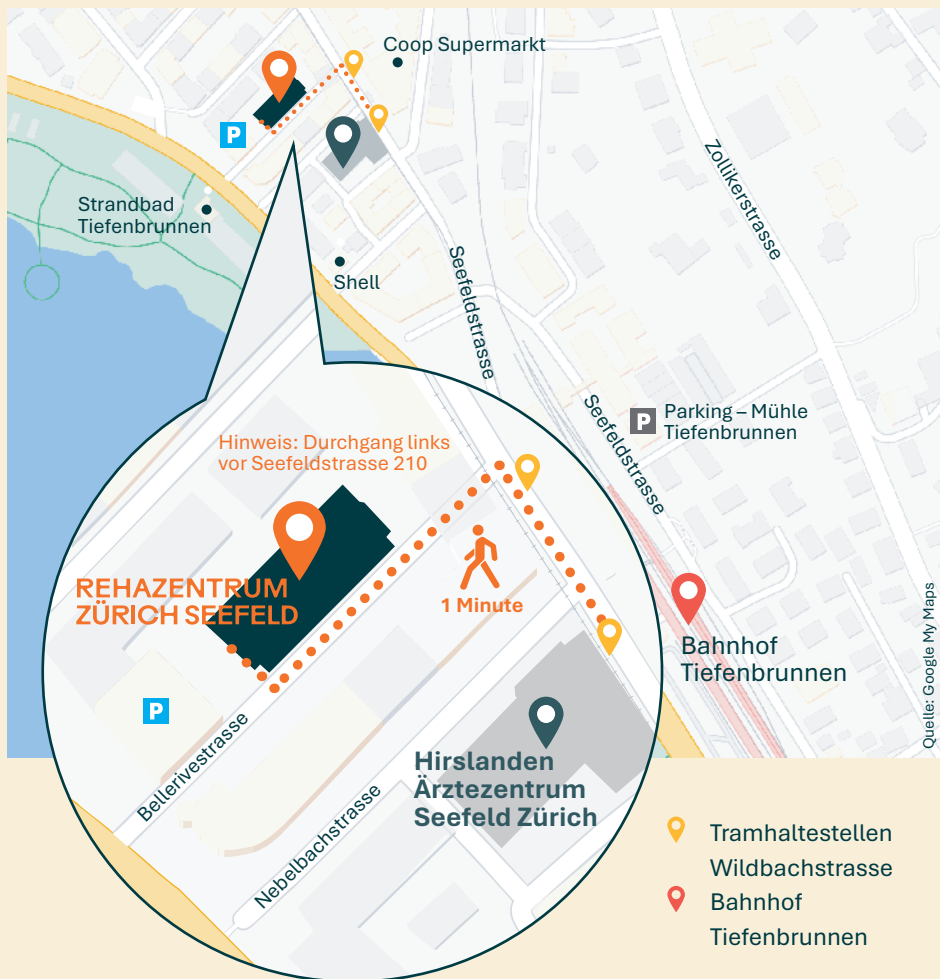 Coop Supermarkt
P
Zollikerstrasse
Strandbad
Tiefenbrunnen
Shell
Seefeldstrasse
Seefeldstrasse
P
Parking – Mühle
Tiefenbrunnen
Hinweis: Durchgang links
vor Seefeldstrasse 210
REHAZENTRUM
ZÜRICH SEEFELD
1 Minute
Bahnhof
Tiefenbrunnen
P
Bellerivestrasse
Nebelbachstrasse
Hirslanden
Ärztezentrum
Seefeld Zürich
Quelle: Google My Maps
Tramhaltestellen
Wildbachstrasse
Bahnhof
Tiefenbrunnen